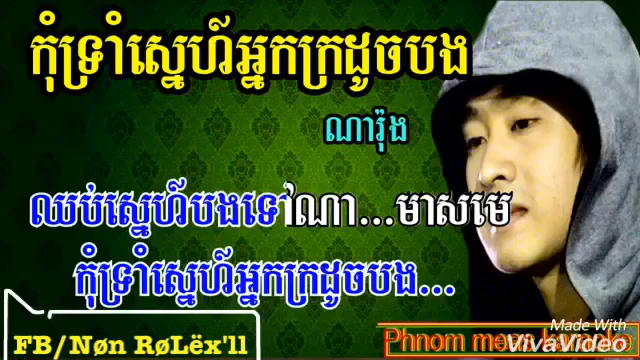 កុំទ្រាំស្នេហ៍អ្នកក្រដូចបង
ណារ៉ុង
ឈប់ស្នេហ៍បងទៅណា...មាសមេ
កុំទ្រាំស្នេហ៍អ្នកក្រដូចបង...
FB/Nøn RøLëx'll
Made With
VivaVideo
Phnom meas karaoke